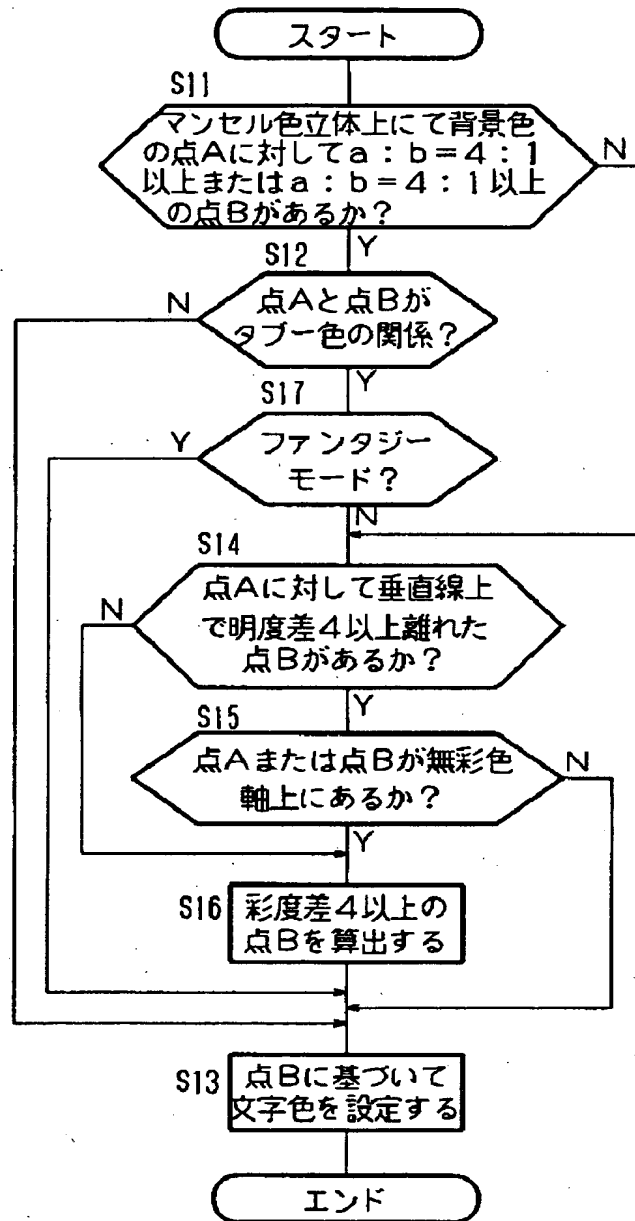 スタート
S11
マンセル色立体上にて背景色
の点Aに対してa:b=4:1
以上またはa:b=4:1以上
の点Bがあるか?
N
Y
S12
点Aと点Bが
タブー色の関係?
N
Y
S17
ファンタジー
モード?
Y
N
S14
点Aに対して垂直線上
で明度差4以上離れた
点Bがあるか?
N
Y
S15
点Aまたは点Bが無彩色
軸上にあるか?
N
Y
S16
彩度差4以上の
点Bを算出する
S13
点Bに基づいて
文字色を設定する
エンド